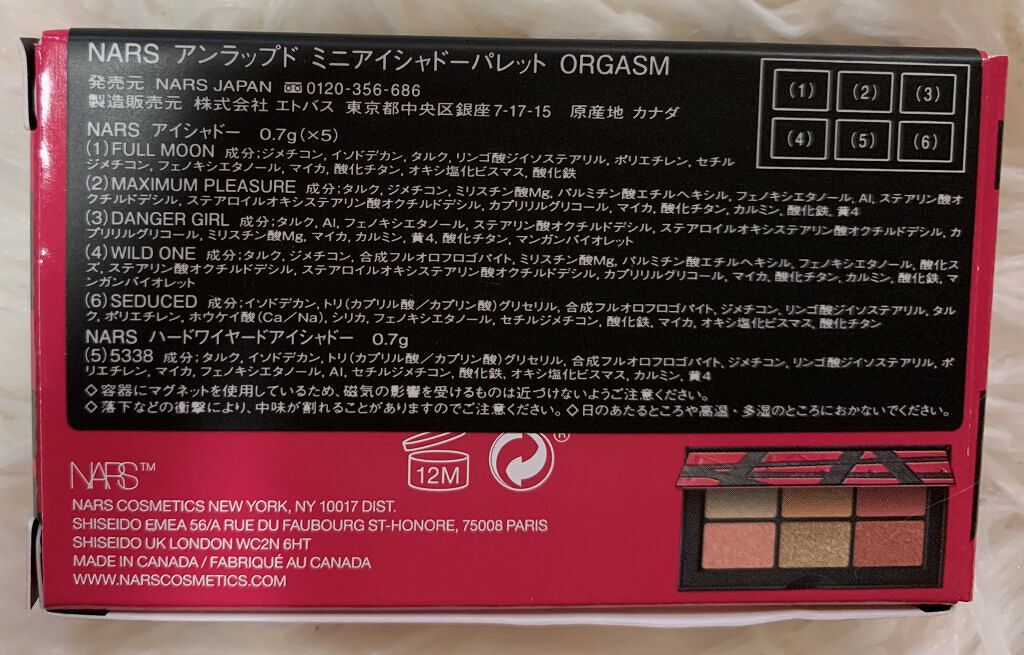 NARS アンラップド ミニアイシャドーパレット ORGASM
発売元 NARS JAPAN 0120-356-686
製造販売元 株式会社 エトバス 東京都中央区銀座7-17-15 原産地 カナダ
(1) (2) (3)
(4) (5) (6)
NARS アイシャドー 0.7g(×5)
(1)FULL MOON 成分;ジメチコン, イソドデカン, タルク, リンゴ酸ジイソステアリル, ポリエチレン, セチル
ジメチコン, フェノキシエタノール, マイカ, 酸化チタン, オキシ塩化ビスマス, 酸化鉄
(2)MAXIMUM PLEASURE 成分;タルク, ジメチコン, ミリスチン酸Mg, パルミチン酸エチルヘキシル, フェノキシエタノール, Al, ステアリン酸オ
クチルドデシル, ステアロイルオキシステアリン酸オクチルドデシル, カプリリルグリコール, マイカ, 酸化チタン, カルミン, 酸化鉄, 黄4
(3)DANGER GIRL 成分;タルク, Al, フェノキシエタノール, ステアリン酸オクチルドデシル, ステアロイルオキシステアリン酸オクチルドデシル, カ
プリリルグリコール, ミリスチン酸Mg, マイカ, カルミン, 黄4, 酸化チタン, マンガンバイオレット
(4)WILD ONE 成分;タルク, ジメチコン, 合成フルオロフロゴパイト, ミリスチン酸Mg, パルミチン酸エチルヘキシル, フェノキシエタノール, 酸化ス
ズ, ステアリン酸オクチルドデシル, ステアロイルオキシステアリン酸オクチルドデシル, カプリリルグリコール, マイカ, 酸化チタン, カルミン, 酸化鉄, マ
ンガンバイオレット
(6)SEDUCED 成分;イソドデカン, トリ(カプリル酸/カプリン酸)グリセリル, 合成フルオロフロゴパイト, ジメチコン, リンゴ酸ジイソステアリル, タル
ク, ポリエチレン, ホウケイ酸(Ca/Na), シリカ, フェノキシエタノール, セチルジメチコン, 酸化鉄, マイカ, オキシ塩化ビスマス, 酸化チタン
NARS ハードワイヤードアイシャドー 0.7g
(5)5338 成分;タルク, イソドデカン, トリ(カプリル酸/カプリン酸)グリセリル, 合成フルオロフロゴパイト, ジメチコン, リンゴ酸ジイソステアリル, ポ
リエチレン, マイカ, フェノキシエタノール, Al, セチルジメチコン, 酸化鉄, オキシ塩化ビスマス, カルミン, 黄4
◇容器にマグネットを使用しているため、磁気の影響を受けるものは近づけないようご注意ください。
◇落下などの衝撃により、中味が割れることがありますのでご注意ください。◇日のあたるところや高温・多湿のところにおかないでください。
12M
®
NARS™
NARS COSMETICS NEW YORK, NY 10017 DIST.
SHISEIDO EMEA 56/A RUE DU FAUBOURG ST-HONORE, 75008 PARIS
SHISEIDO UK LONDON WC2N 6HT
MADE IN CANADA / FABRIQUÉ AU CANADA
WWW.NARSCOSMETICS.COM